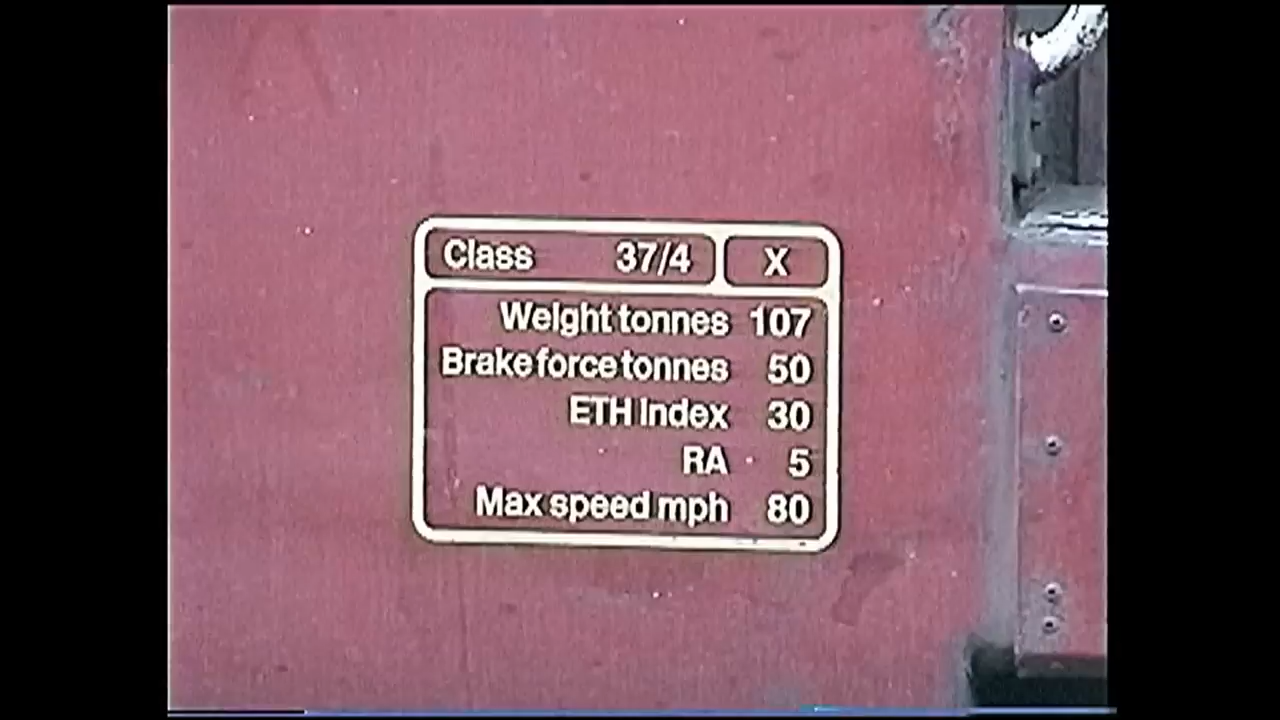 Class 37/4 X
Weight tonnes 107
Brake force tonnes 50
ETH Index 30
RA 5
Max speed mph 80